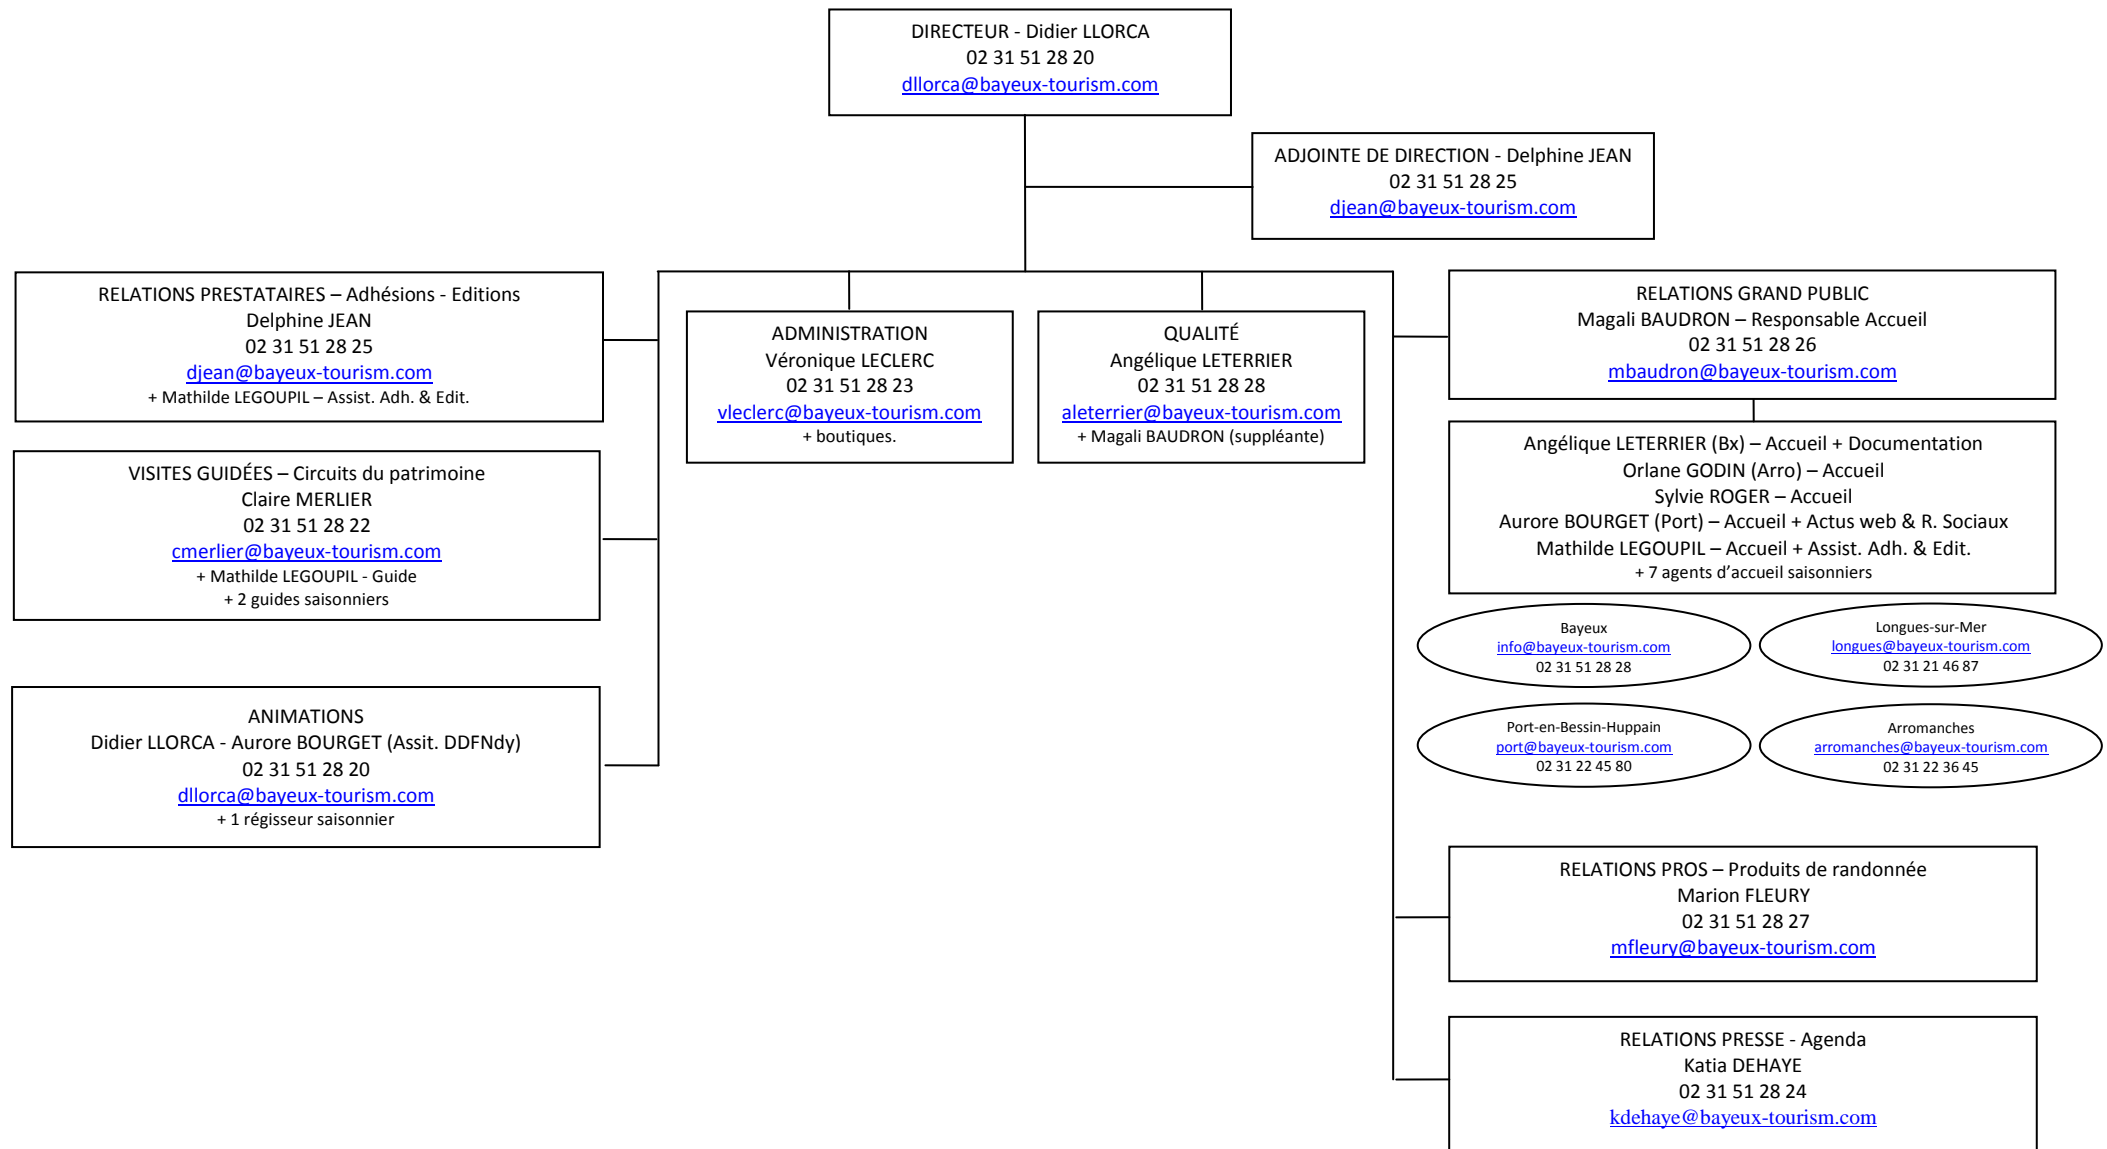 DIRECTEUR - Didier LLORCA
02 31 51 28 20
dllorca@bayeux-tourism.com
ADJOINTE DE DIRECTION - Delphine JEAN
02 31 51 28 25
djean@bayeux-tourism.com
RELATIONS PRESTATAIRES – Adhésions - Editions
Delphine JEAN
02 31 51 28 25
djean@bayeux-tourism.com
+ Mathilde LEGOUPIL – Assist. Adh. & Edit.
ADMINISTRATION
Véronique LECLERC
02 31 51 28 23
vleclerc@bayeux-tourism.com
+ boutiques.
QUALITÉ
Angélique LETERRIER
02 31 51 28 28
aleterrier@bayeux-tourism.com
+ Magali BAUDRON (suppléante)
RELATIONS GRAND PUBLIC
Magali BAUDRON – Responsable Accueil
02 31 51 28 26
mbaudron@bayeux-tourism.com
VISITES GUIDÉES – Circuits du patrimoine
Claire MERLIER
02 31 51 28 22
cmerlier@bayeux-tourism.com
+ Mathilde LEGOUPIL - Guide
+ 2 guides saisonniers
Angélique LETERRIER (Bx) – Accueil + Documentation
Orlane GODIN (Arro) – Accueil
Sylvie ROGER – Accueil
Aurore BOURGET (Port) – Accueil + Actus web & R. Sociaux
Mathilde LEGOUPIL – Accueil + Assist. Adh. & Edit.
+ 7 agents d’accueil saisonniers
Bayeux
info@bayeux-tourism.com
02 31 51 28 28
Longues-sur-Mer
longues@bayeux-tourism.com
02 31 21 46 87
Port-en-Bessin-Huppain
port@bayeux-tourism.com
02 31 22 45 80
Arromanches
arromanches@bayeux-tourism.com
02 31 22 36 45
ANIMATIONS
Didier LLORCA - Aurore BOURGET (Assit. DDFNdy)
02 31 51 28 20
dllorca@bayeux-tourism.com
+ 1 régisseur saisonnier
RELATIONS PROS – Produits de randonnée
Marion FLEURY
02 31 51 28 27
mfleury@bayeux-tourism.com
RELATIONS PRESSE - Agenda
Katia DEHAYE
02 31 51 28 24
kdehaye@bayeux-tourism.com